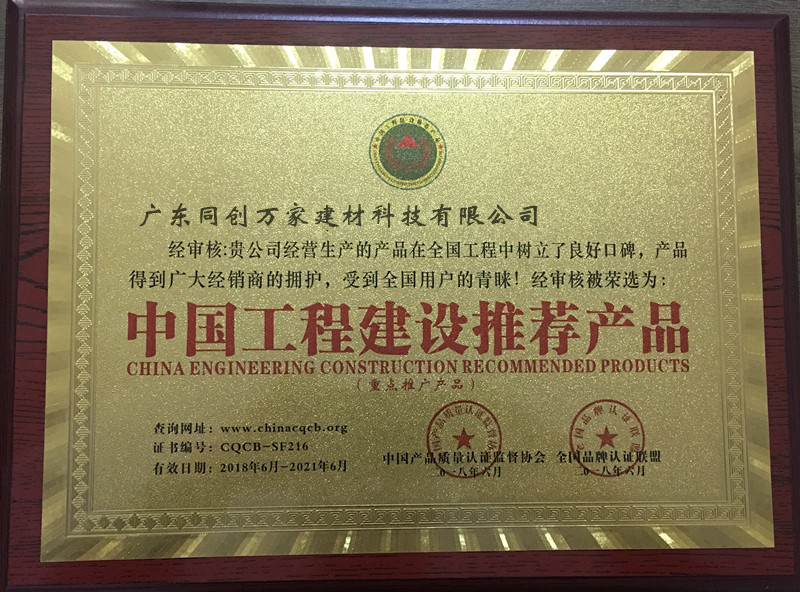 广东同创万家建材科技有限公司
经审核:贵公司经营生产的产品在全国工程中树立了良好口碑，产品
得到广大经销商的拥护，受到全国用户的青睐！经审核被荣选为：
中国工程建设推荐产品
CHINA ENGINEERING CONSTRUCTION RECOMMENDED PRODUCTS
（重点推广产品）
查询网址：www.chinacqcb.org
证书编号：CQCB-SF216
有效日期：2018年6月-2021年6月
中国产品质量认证监督协会 全国品牌认证联盟
二〇一八年六月 二〇一八年六月